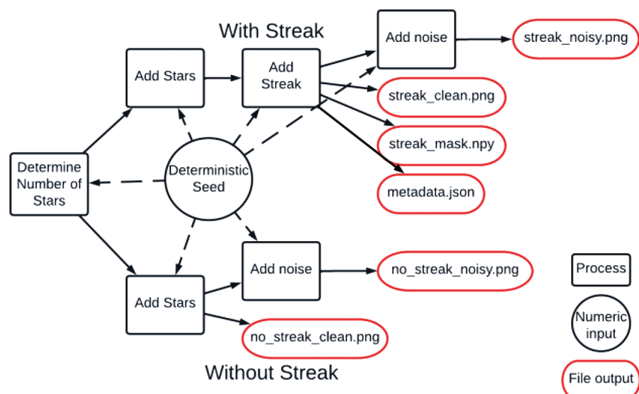 With Streak
Add noise
streak_noisy.png
Add Stars
Add
Streak
streak_clean.png
streak_mask.npy
Determine
Number of
Stars
Deterministic
Seed
metadata.json
Add noise
no_streak_noisy.png
Process
Add Stars
Numeric
input
no_streak_clean.png
Without Streak
File output